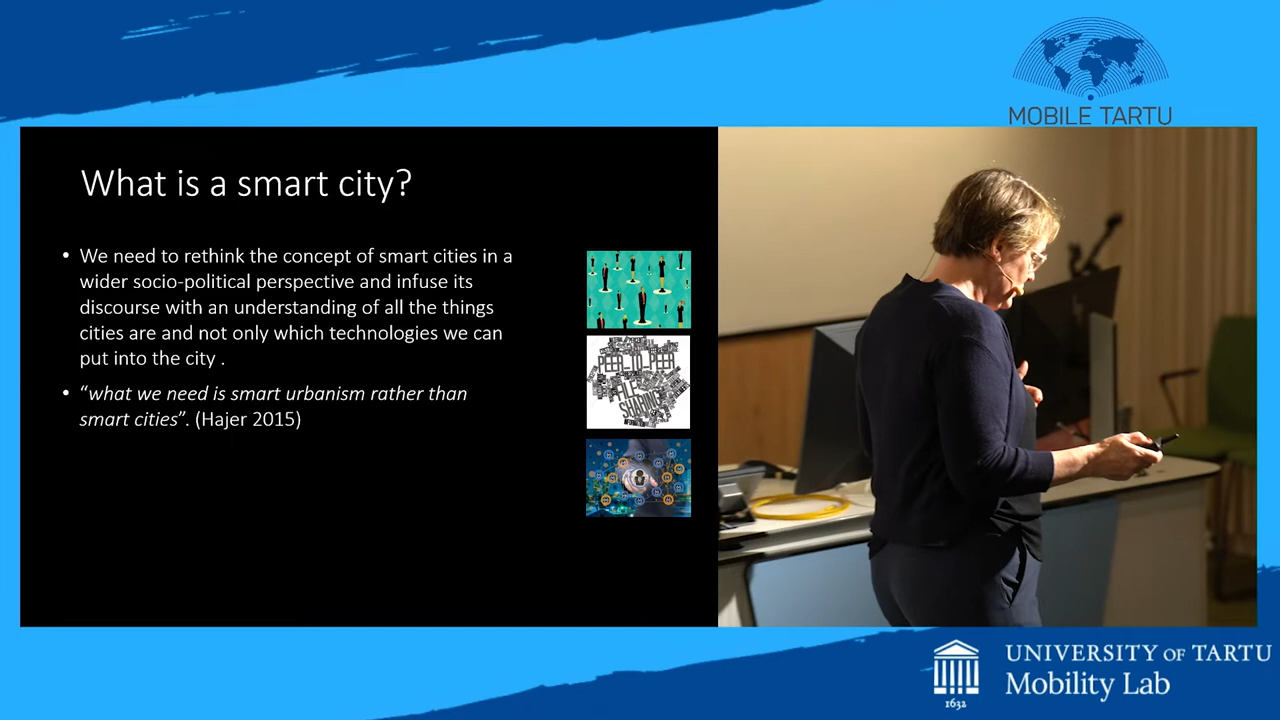 MOBILE TARTU
What is a smart city?
• We need to rethink the concept of smart cities in a
wider socio-political perspective and infuse its
discourse with an understanding of all the things
cities are and not only which technologies we can
put into the city .
• “what we need is smart urbanism rather than
smart cities”. (Hajer 2015)
PEER_TO_PEER
FILE
SHARING
UNIVERSITY OF TARTU
Mobility Lab
1632